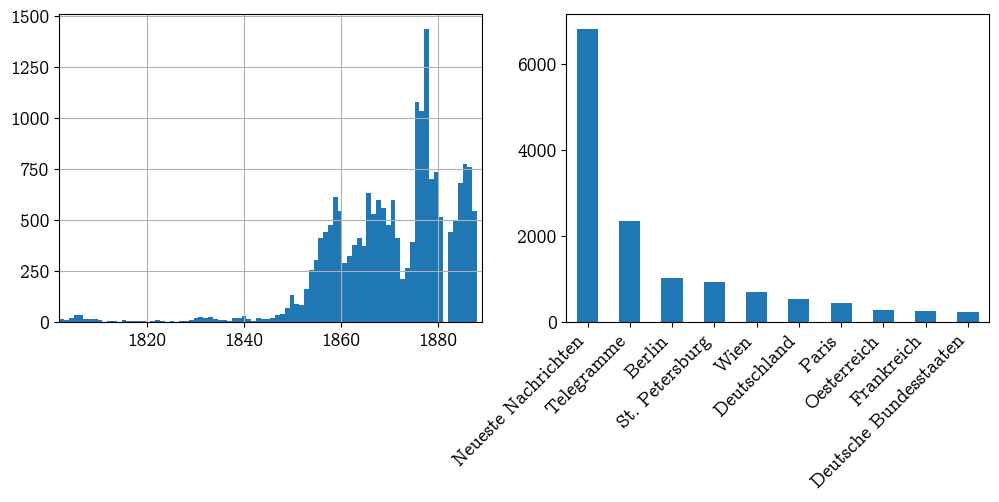 1500
1250
1000
750
500
250
0
1820
1840
1860
1880
6000
4000
2000
0
Neueste Nachrichten
Telegramme
Berlin
St. Petersburg
Wien
Deutschland
Paris
Oesterreich
Frankreich
Deutsche Bundesstaaten